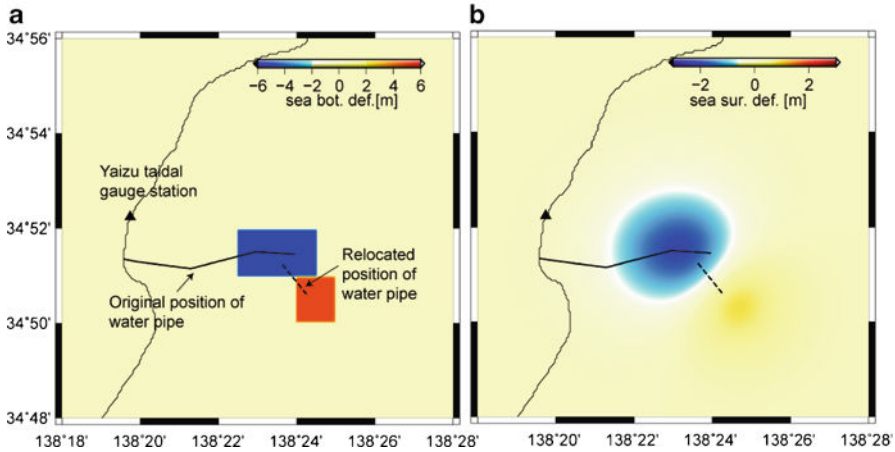 a
34°56'
34°54'
34°52'
34°50'
34°48'
138°18' 138°20' 138°22' 138°24' 138°26' 138°28'
−6 −4 −2 0 2 4 6
sea bot. def.[m]
Yaizu taidal
gauge station
Original position of
water pipe
Relocated
position of
water pipe
b
−2 0 2
sea sur. def. [m]
138°20' 138°22' 138°24' 138°26' 138°28'